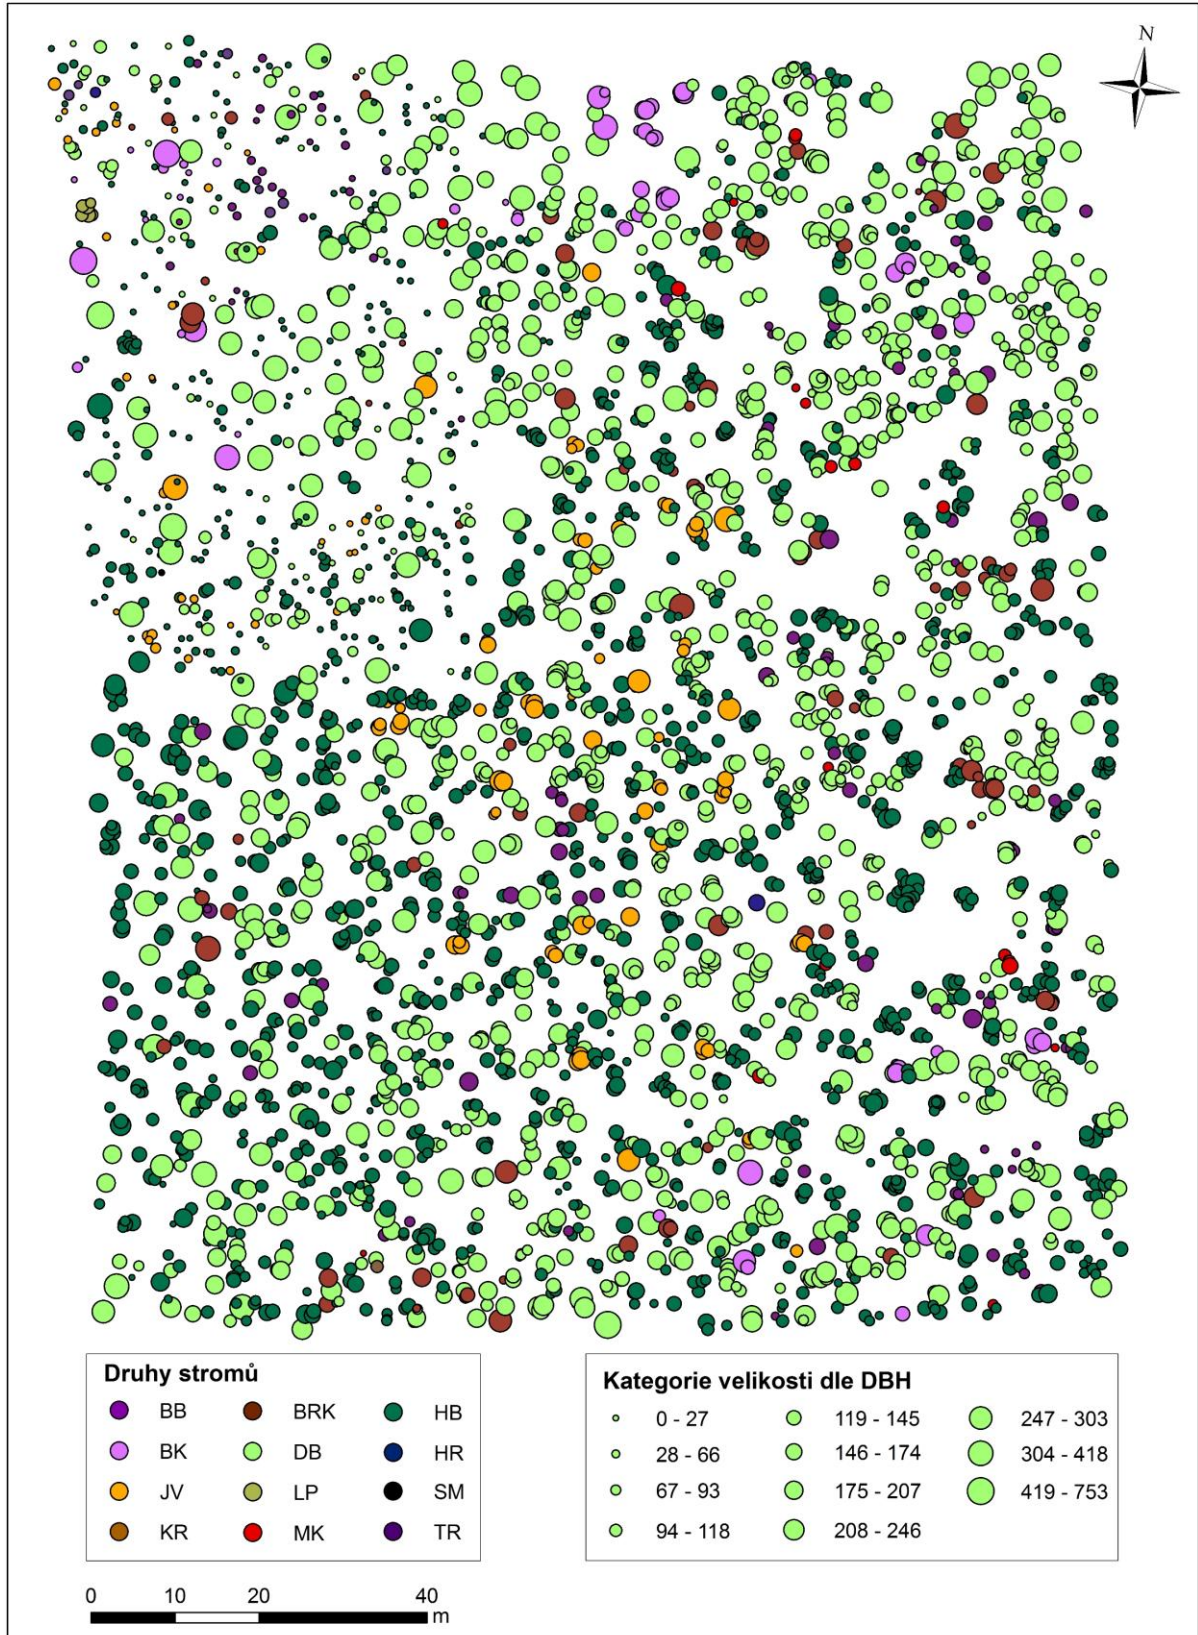 N
Druhy stromů
BB BRK HB
BK DB HR
JV LP SM
KR MK TR
Kategorie velikosti dle DBH
0 - 27 119 - 145 247 - 303
28 - 66 146 - 174 304 - 418
67 - 93 175 - 207 419 - 753
94 - 118 208 - 246
0 10 20 40
m